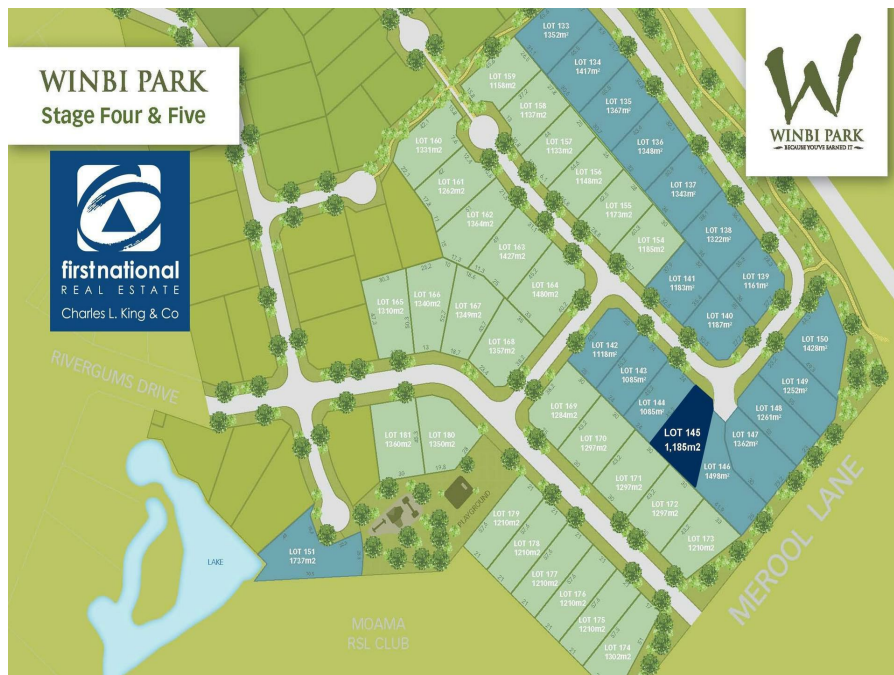 WINBI PARK
Stage Four & Five
firstnational
REAL ESTATE
Charles L. King & Co
W
WINBI PARK
BECAUSE YOU'VE EARNED IT
LOT 133
1352m²
LOT 134
1417m²
LOT 135
1367m²
LOT 136
1348m²
LOT 137
1343m²
LOT 138
1322m²
LOT 139
1161m²
LOT 140
1187m²
LOT 141
1183m²
LOT 142
1118m²
LOT 143
1085m²
LOT 144
1085m²
LOT 145
1,185m2
LOT 146
1498m²
LOT 147
1362m²
LOT 148
1261m²
LOT 149
1252m²
LOT 150
1428m²
LOT 151
1737m²
LOT 154
1185m2
LOT 155
1173m2
LOT 156
1148m2
LOT 157
1133m2
LOT 158
1137m2
LOT 159
1158m²
LOT 160
1331m2
LOT 161
1262m2
LOT 162
1364m2
LOT 163
1427m2
LOT 164
1480m2
LOT 165
1310m2
LOT 166
1340m2
LOT 167
1349m2
LOT 168
1357m2
LOT 169
1284m2
LOT 170
1297m2
LOT 171
1297m2
LOT 172
1297m2
LOT 173
1210m2
LOT 174
1302m2
LOT 175
1210m2
LOT 176
1210m2
LOT 177
1210m2
LOT 178
1210m2
LOT 179
1210m2
LOT 180
1350m2
LOT 181
1360m2
RIVERGUMS DRIVE
LAKE
PLAYGROUND
MOAMA
RSL CLUB
MEROOL LANE